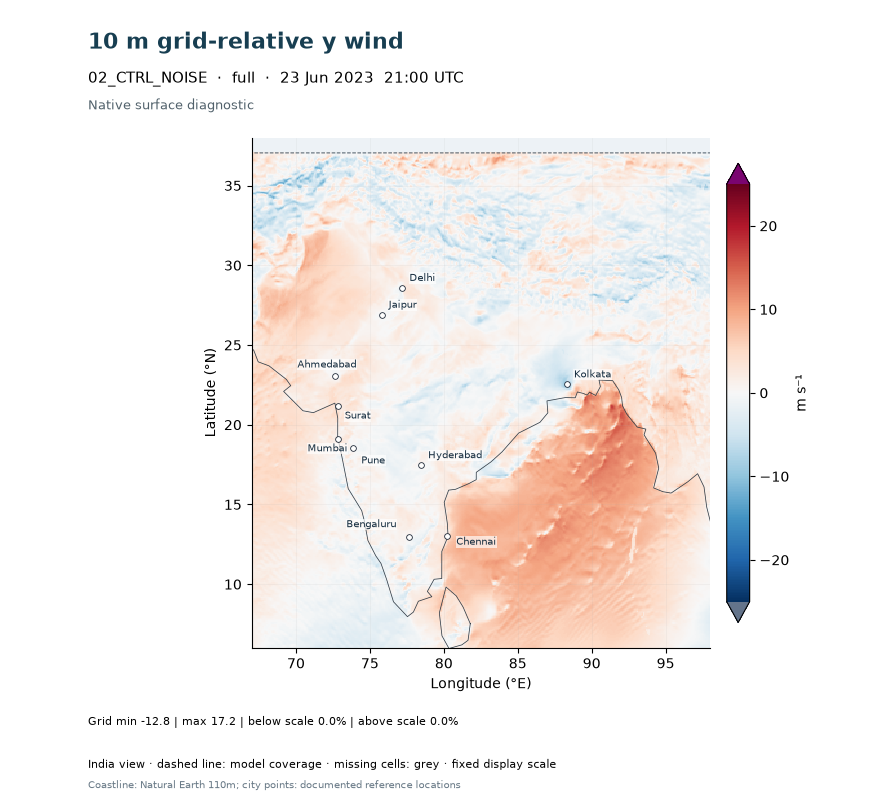 10 m grid-relative y wind
02_CTRL_NOISE · full · 23 Jun 2023 21:00 UTC
Native surface diagnostic
35
30
25
20
15
10
Latitude (°N)
Delhi
Jaipur
Ahmedabad
Kolkata
Surat
Mumbai
Pune
Hyderabad
Bengaluru
Chennai
70
75
80
85
90
95
Longitude (°E)
20
10
0
−10
−20
m s⁻¹
Grid min -12.8 | max 17.2 | below scale 0.0% | above scale 0.0%
India view · dashed line: model coverage · missing cells: grey · fixed display scale
Coastline: Natural Earth 110m; city points: documented reference locations